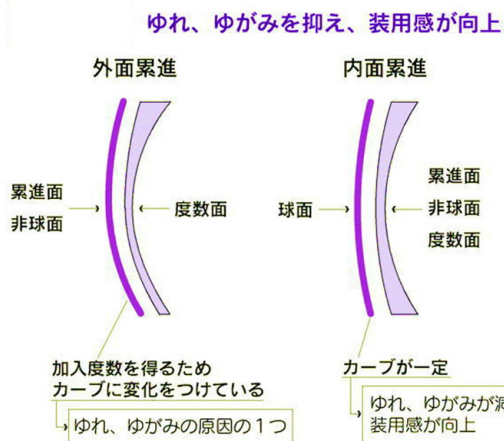 ゆれ、ゆがみを抑え、装用感が向上
外面累進
累進面
非球面
度数面
加入度数を得るため
カーブに変化をつけている
ゆれ、ゆがみの原因の1つ
内面累進
球面
累進面
非球面
度数面
カーブが一定
ゆれ、ゆがみが減
装用感が向上